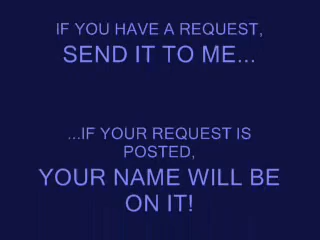 IF YOU HAVE A REQUEST,
SEND IT TO ME...
...IF YOUR REQUEST IS
POSTED,
YOUR NAME WILL BE
ON IT!